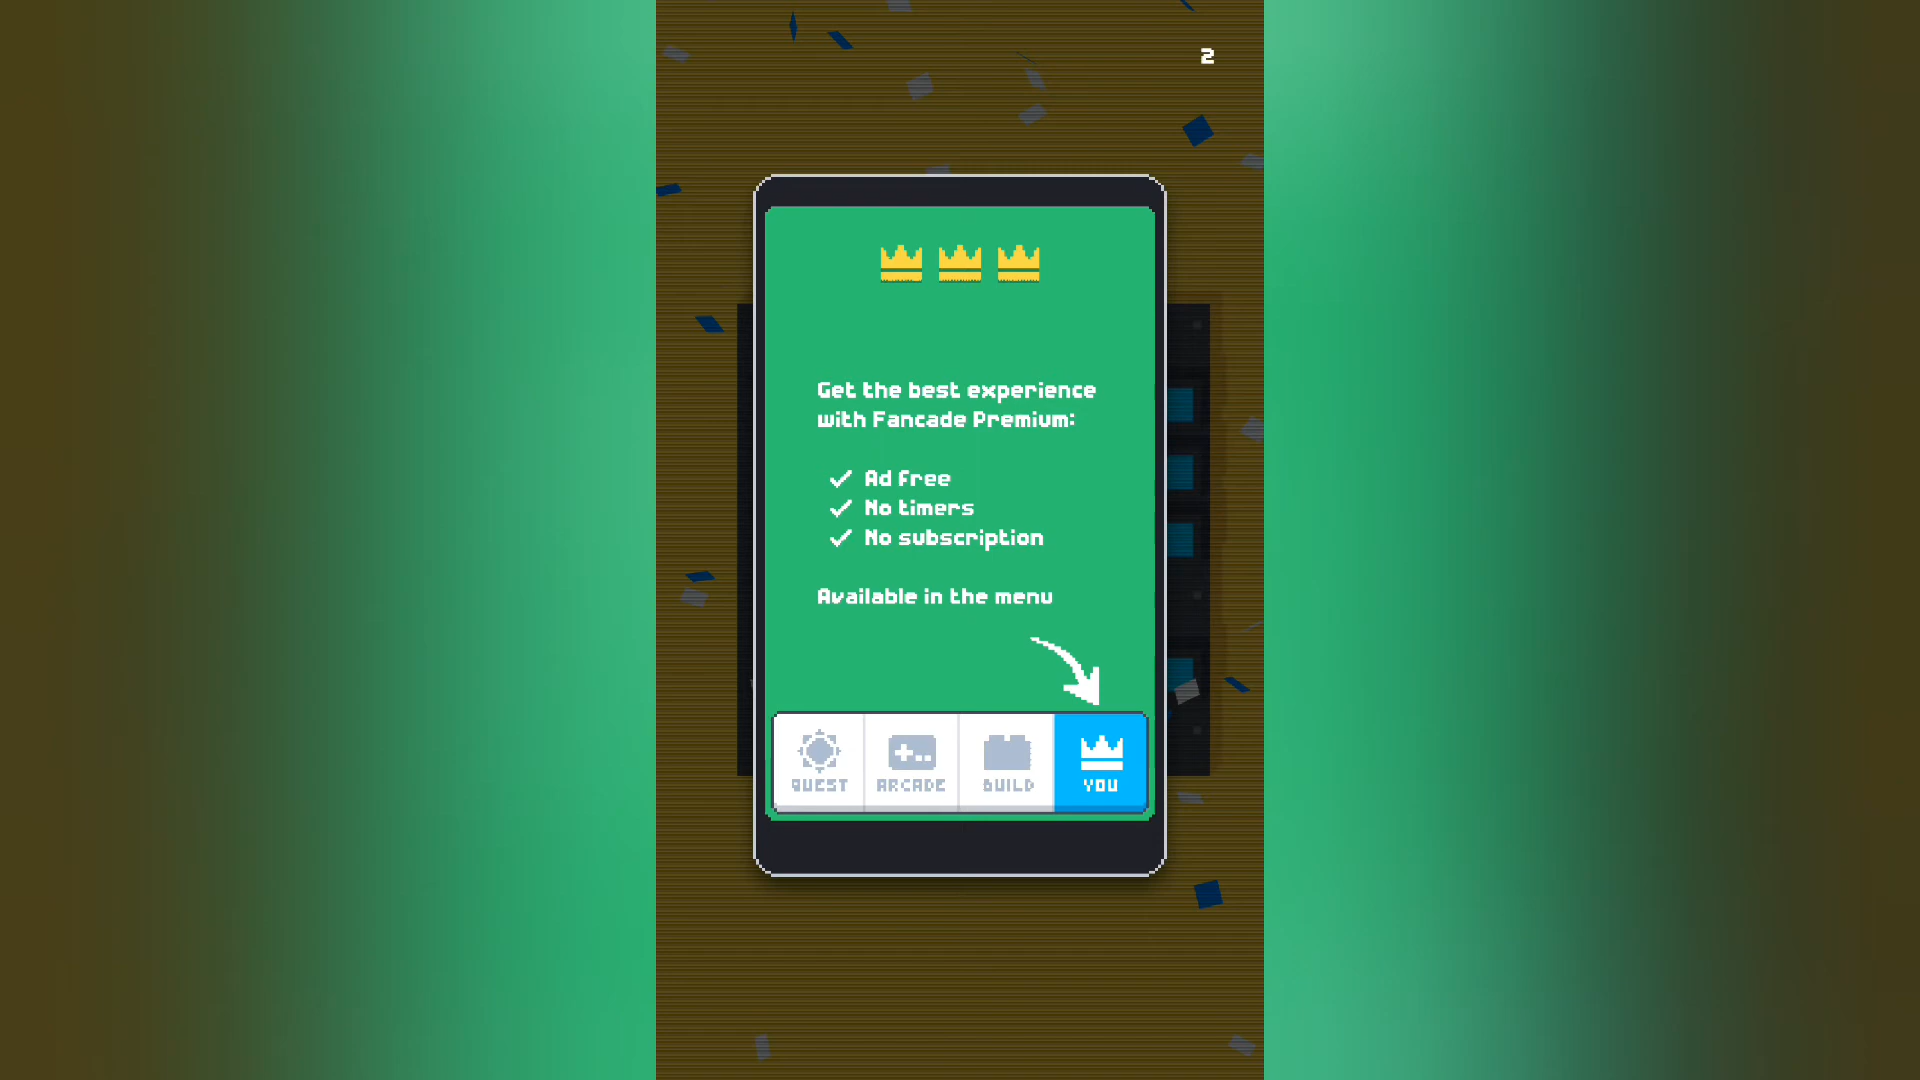 2
Get the best experience
with Fancade Premium:
Ad free
No timers
No subscription
Available in the menu
QUEST ARCADE BUILD YOU